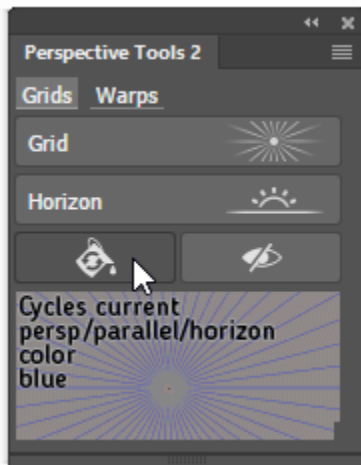 Perspective Tools 2
Grids Warps
Grid
Horizon
Cycles current
persp/parallel/horizon
color
blue